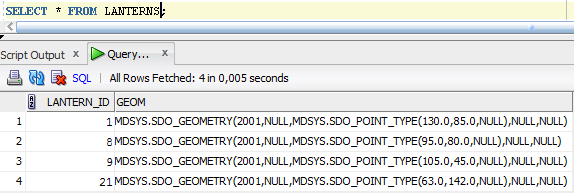 SELECT * FROM LANTERNS;
Script Output x Query... x
SQL | All Rows Fetched: 4 in 0,005 seconds
LANTERN_ID GEOM
1 1 MDSYS.SDO_GEOMETRY(2001,NULL,MDSYS.SDO_POINT_TYPE(130.0,85.0,NULL),NULL,NULL)
2 8 MDSYS.SDO_GEOMETRY(2001,NULL,MDSYS.SDO_POINT_TYPE(95.0,80.0,NULL),NULL,NULL)
3 9 MDSYS.SDO_GEOMETRY(2001,NULL,MDSYS.SDO_POINT_TYPE(105.0,45.0,NULL),NULL,NULL)
4 21 MDSYS.SDO_GEOMETRY(2001,NULL,MDSYS.SDO_POINT_TYPE(63.0,142.0,NULL),NULL,NULL)